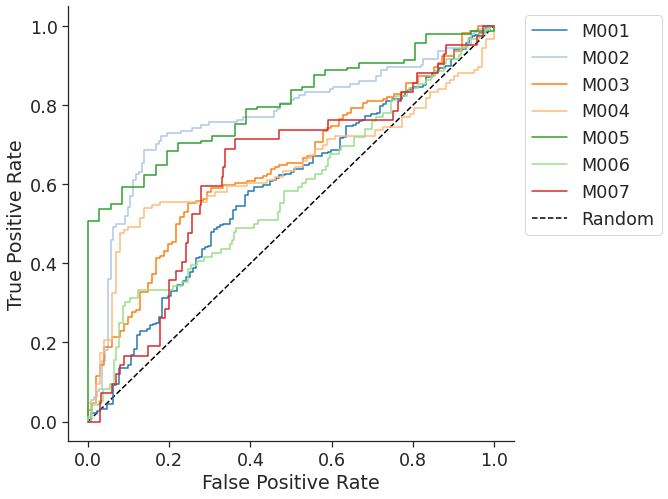 1.0
0.8
0.6
0.4
0.2
0.0
True Positive Rate
0.0 0.2 0.4 0.6 0.8 1.0
False Positive Rate
M001
M002
M003
M004
M005
M006
M007
Random